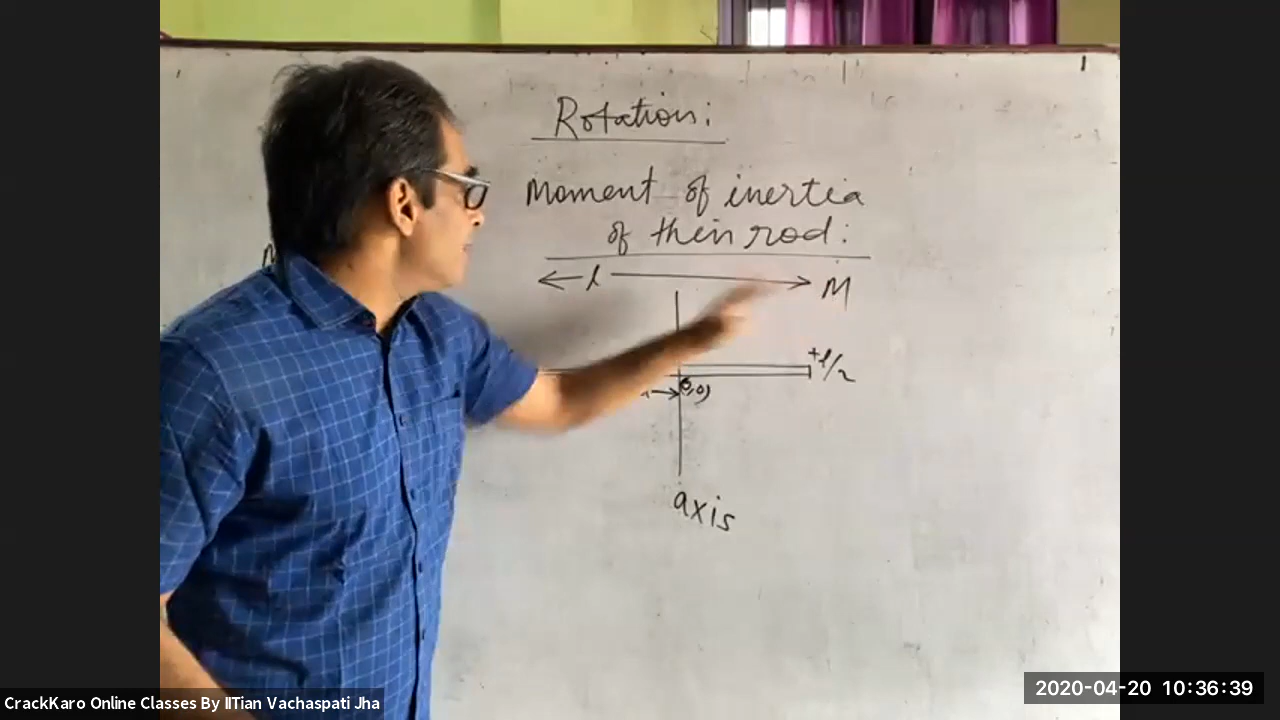 Rotation:
Moment of inertia
of thin rod:
l
M
+l/2
(0,0)
axis
CrackKaro Online Classes By IITian Vachaspati Jha
2020-04-20 10:36:39